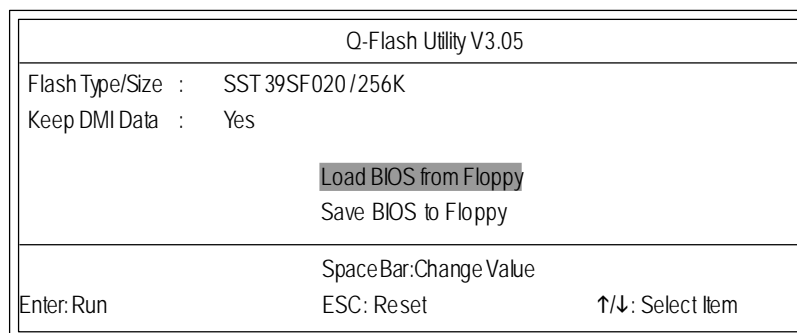 Q-Flash Utility V3.05
Flash Type/Size : SST 39SF020 / 256K
Keep DMI Data : Yes
Load BIOS from Floppy
Save BIOS to Floppy
Space Bar:Change Value
Enter: Run ESC: Reset ↑/↓: Select Item